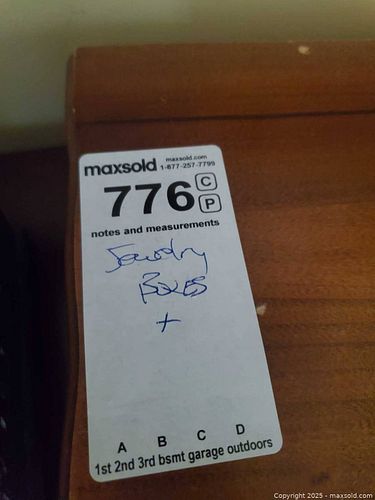 maxsold maxsold.com
1-877-257-7799
776 C
P
notes and measurements
Jewelry
Boxes
+
A B C D
1st 2nd 3rd bsmt garage outdoors
Copyright 2025 - maxsold.com